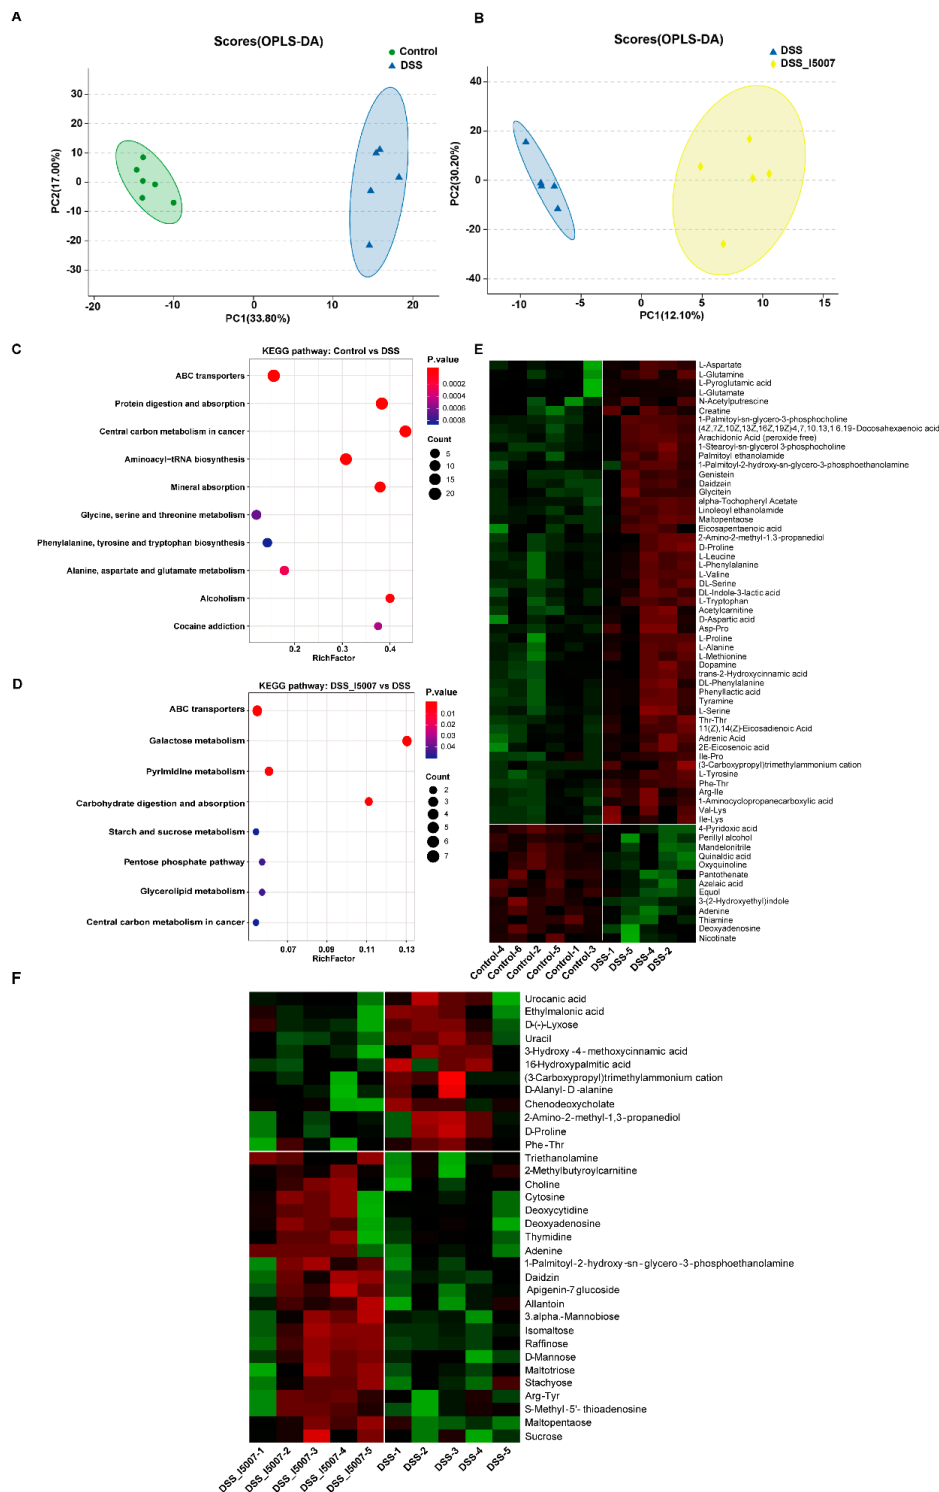 A
Scores(OPLS-DA)
Control
DSS
30
20
10
0
-10
-20
-30
PC2(17.00%)
-20
-10
0
10
20
PC1(33.80%)
B
Scores(OPLS-DA)
DSS
DSS_I5007
40
20
0
-20
-40
PC2(30.20%)
-10
-5
0
5
10
15
PC1(12.10%)
C
KEGG pathway: Control vs DSS
ABC transporters
Protein digestion and absorption
Central carbon metabolism in cancer
Aminoacyl-tRNA biosynthesis
Mineral absorption
Glycine, serine and threonine metabolism
Phenylalanine, tyrosine and tryptophan biosynthesis
Alanine, aspartate and glutamate metabolism
Alcoholism
Cocaine addiction
0.2
0.3
0.4
RichFactor
P.value
0.0002
0.0004
0.0006
0.0008
Count
5
10
15
20
D
KEGG pathway: DSS_I5007 vs DSS
ABC transporters
Galactose metabolism
Pyrimidine metabolism
Carbohydrate digestion and absorption
Starch and sucrose metabolism
Pentose phosphate pathway
Glycerolipid metabolism
Central carbon metabolism in cancer
0.07
0.09
0.11
0.13
RichFactor
P.value
0.01
0.02
0.03
0.04
Count
2
3
4
5
6
7
E
L-Aspartate
L-Glutamine
L-Pyroglutamic acid
L-Glutamate
N-Acetylputrescine
Creatine
1-Palmitoyl-sn-glycero-3-phosphocholine
(4Z,7Z,10Z,13Z,16Z,19Z)-4,7,10,13,16,19-Docosahexaenoic acid
Arachidonic Acid (peroxide free)
1-Stearoyl-sn-glycerol 3-phosphocholine
Palmitoyl ethanolamide
1-Palmitoyl-2-hydroxy-sn-glycero-3-phosphoethanolamine
Genistein
Daidzein
Glycitein
alpha-Tochopheryl Acetate
Linoleoyl ethanolamide
Maltopentaose
Eicosapentaenoic acid
2-Amino-2-methyl-1,3-propanediol
D-Proline
L-Leucine
L-Phenylalanine
L-Valine
DL-Serine
DL-Indole-3-lactic acid
L-Tryptophan
Acetylcarnitine
D-Aspartic acid
Asp-Pro
L-Proline
L-Alanine
L-Methionine
Dopamine
trans-2-Hydroxycinnamic acid
DL-Phenylalanine
Phenyllactic acid
Tyramine
L-Serine
Thr-Thr
11(Z),14(Z)-Eicosadienoic Acid
Adrenic Acid
2E-Eicosenoic acid
Ile-Pro
(3-Carboxypropyl)trimethylammonium cation
L-Tyrosine
Phe-Thr
Arg-Ile
1-Aminocyclopropanecarboxylic acid
Val-Lys
Ile-Lys
4-Pyridoxic acid
Perillyl alcohol
Mandelonitrile
Quinaldic acid
Oxyquinoline
Pantothenate
Azelaic acid
Equol
3-(2-Hydroxyethyl)indole
Adenine
Thiamine
Deoxyadenosine
Nicotinate
Control-4
Control-6
Control-2
Control-5
Control-1
Control-3
DSS-1
DSS-5
DSS-4
DSS-2
F
Urocanic acid
Ethylmalonic acid
D-(-)-Lyxose
Uracil
3-Hydroxy-4-methoxycinnamic acid
16-Hydroxypalmitic acid
(3-Carboxypropyl)trimethylammonium cation
D-Alanyl-D-alanine
Chenodeoxycholate
2-Amino-2-methyl-1,3-propanediol
D-Proline
Phe-Thr
Triethanolamine
2-Methylbutyroylcarnitine
Choline
Cytosine
Deoxycytidine
Deoxyadenosine
Thymidine
Adenine
1-Palmitoyl-2-hydroxy-sn-glycero-3-phosphoethanolamine
Daidzin
Apigenin-7 glucoside
Allantoin
3.alpha.-Mannobiose
Isomaltose
Raffinose
D-Mannose
Maltotriose
Stachyose
Arg-Tyr
S-Methyl-5'-thioadenosine
Maltopentaose
Sucrose
DSS_I5007-1
DSS_I5007-2
DSS_I5007-3
DSS_I5007-4
DSS_I5007-5
DSS-1
DSS-2
DSS-3
DSS-4
DSS-5